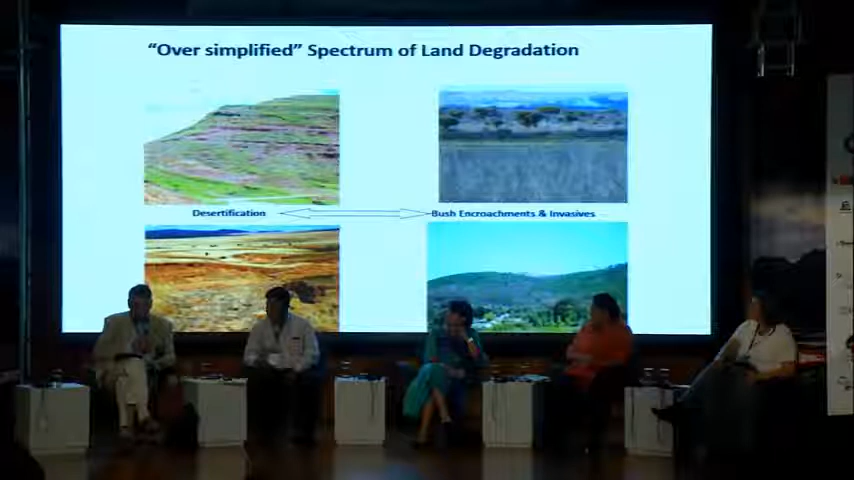 “Over simplified” Spectrum of Land Degradation
Desertification
Bush Encroachments & Invasives